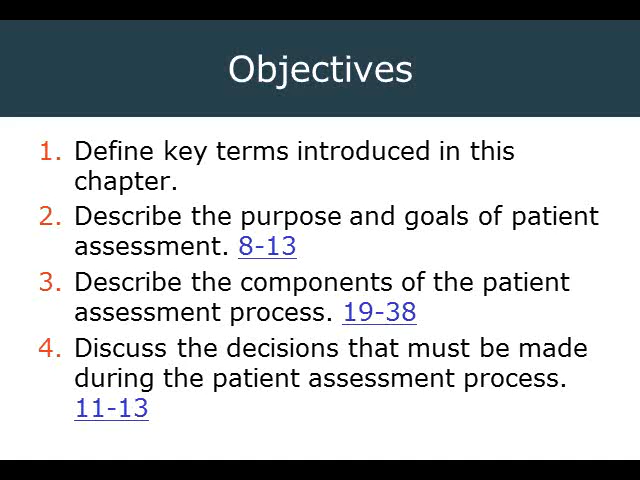 Objectives
1. Define key terms introduced in this
chapter.
2. Describe the purpose and goals of patient
assessment. 8-13
3. Describe the components of the patient
assessment process. 19-38
4. Discuss the decisions that must be made
during the patient assessment process.
11-13